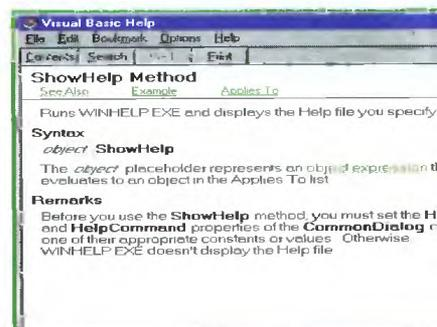 Visual Basic Help
File Edit Bookmark Options Help
Contents Search Print
ShowHelp Method
See Also Example Applies To
Runs WINHELP EXE and displays the Help file you specify
Syntax
object ShowHelp
The object placeholder represents an object expression
evaluates to an object in the Applies To list
Remarks
Before you use the ShowHelp method, you must set the
and HelpCommand properties of the CommonDialog
one of their appropriate constants or values Otherwise
WINHELP EXE doesn't display the Help file